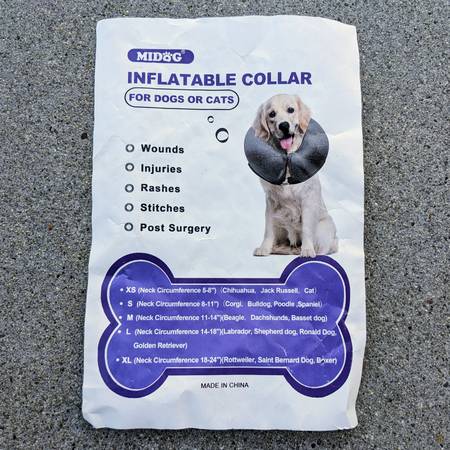 MIDOG®
INFLATABLE COLLAR
FOR DOGS OR CATS
Wounds
Injuries
Rashes
Stitches
Post Surgery
• XS (Neck Circumference 5-8") (Chihuahua, Jack Russell, Cat)
• S (Neck Circumference 8-11") (Corgi, Bulldog, Poodle ,Spaniel)
• M (Neck Circumference 11-14")(Beagle, Dachshunds, Basset dog)
• L (Neck Circumference 14-18")(Labrador, Shepherd dog, Ronald Dog,
Golden Retriever)
• XL (Neck Circumference 18-24")(Rottweiler, Saint Bernard Dog, Boxer)
MADE IN CHINA